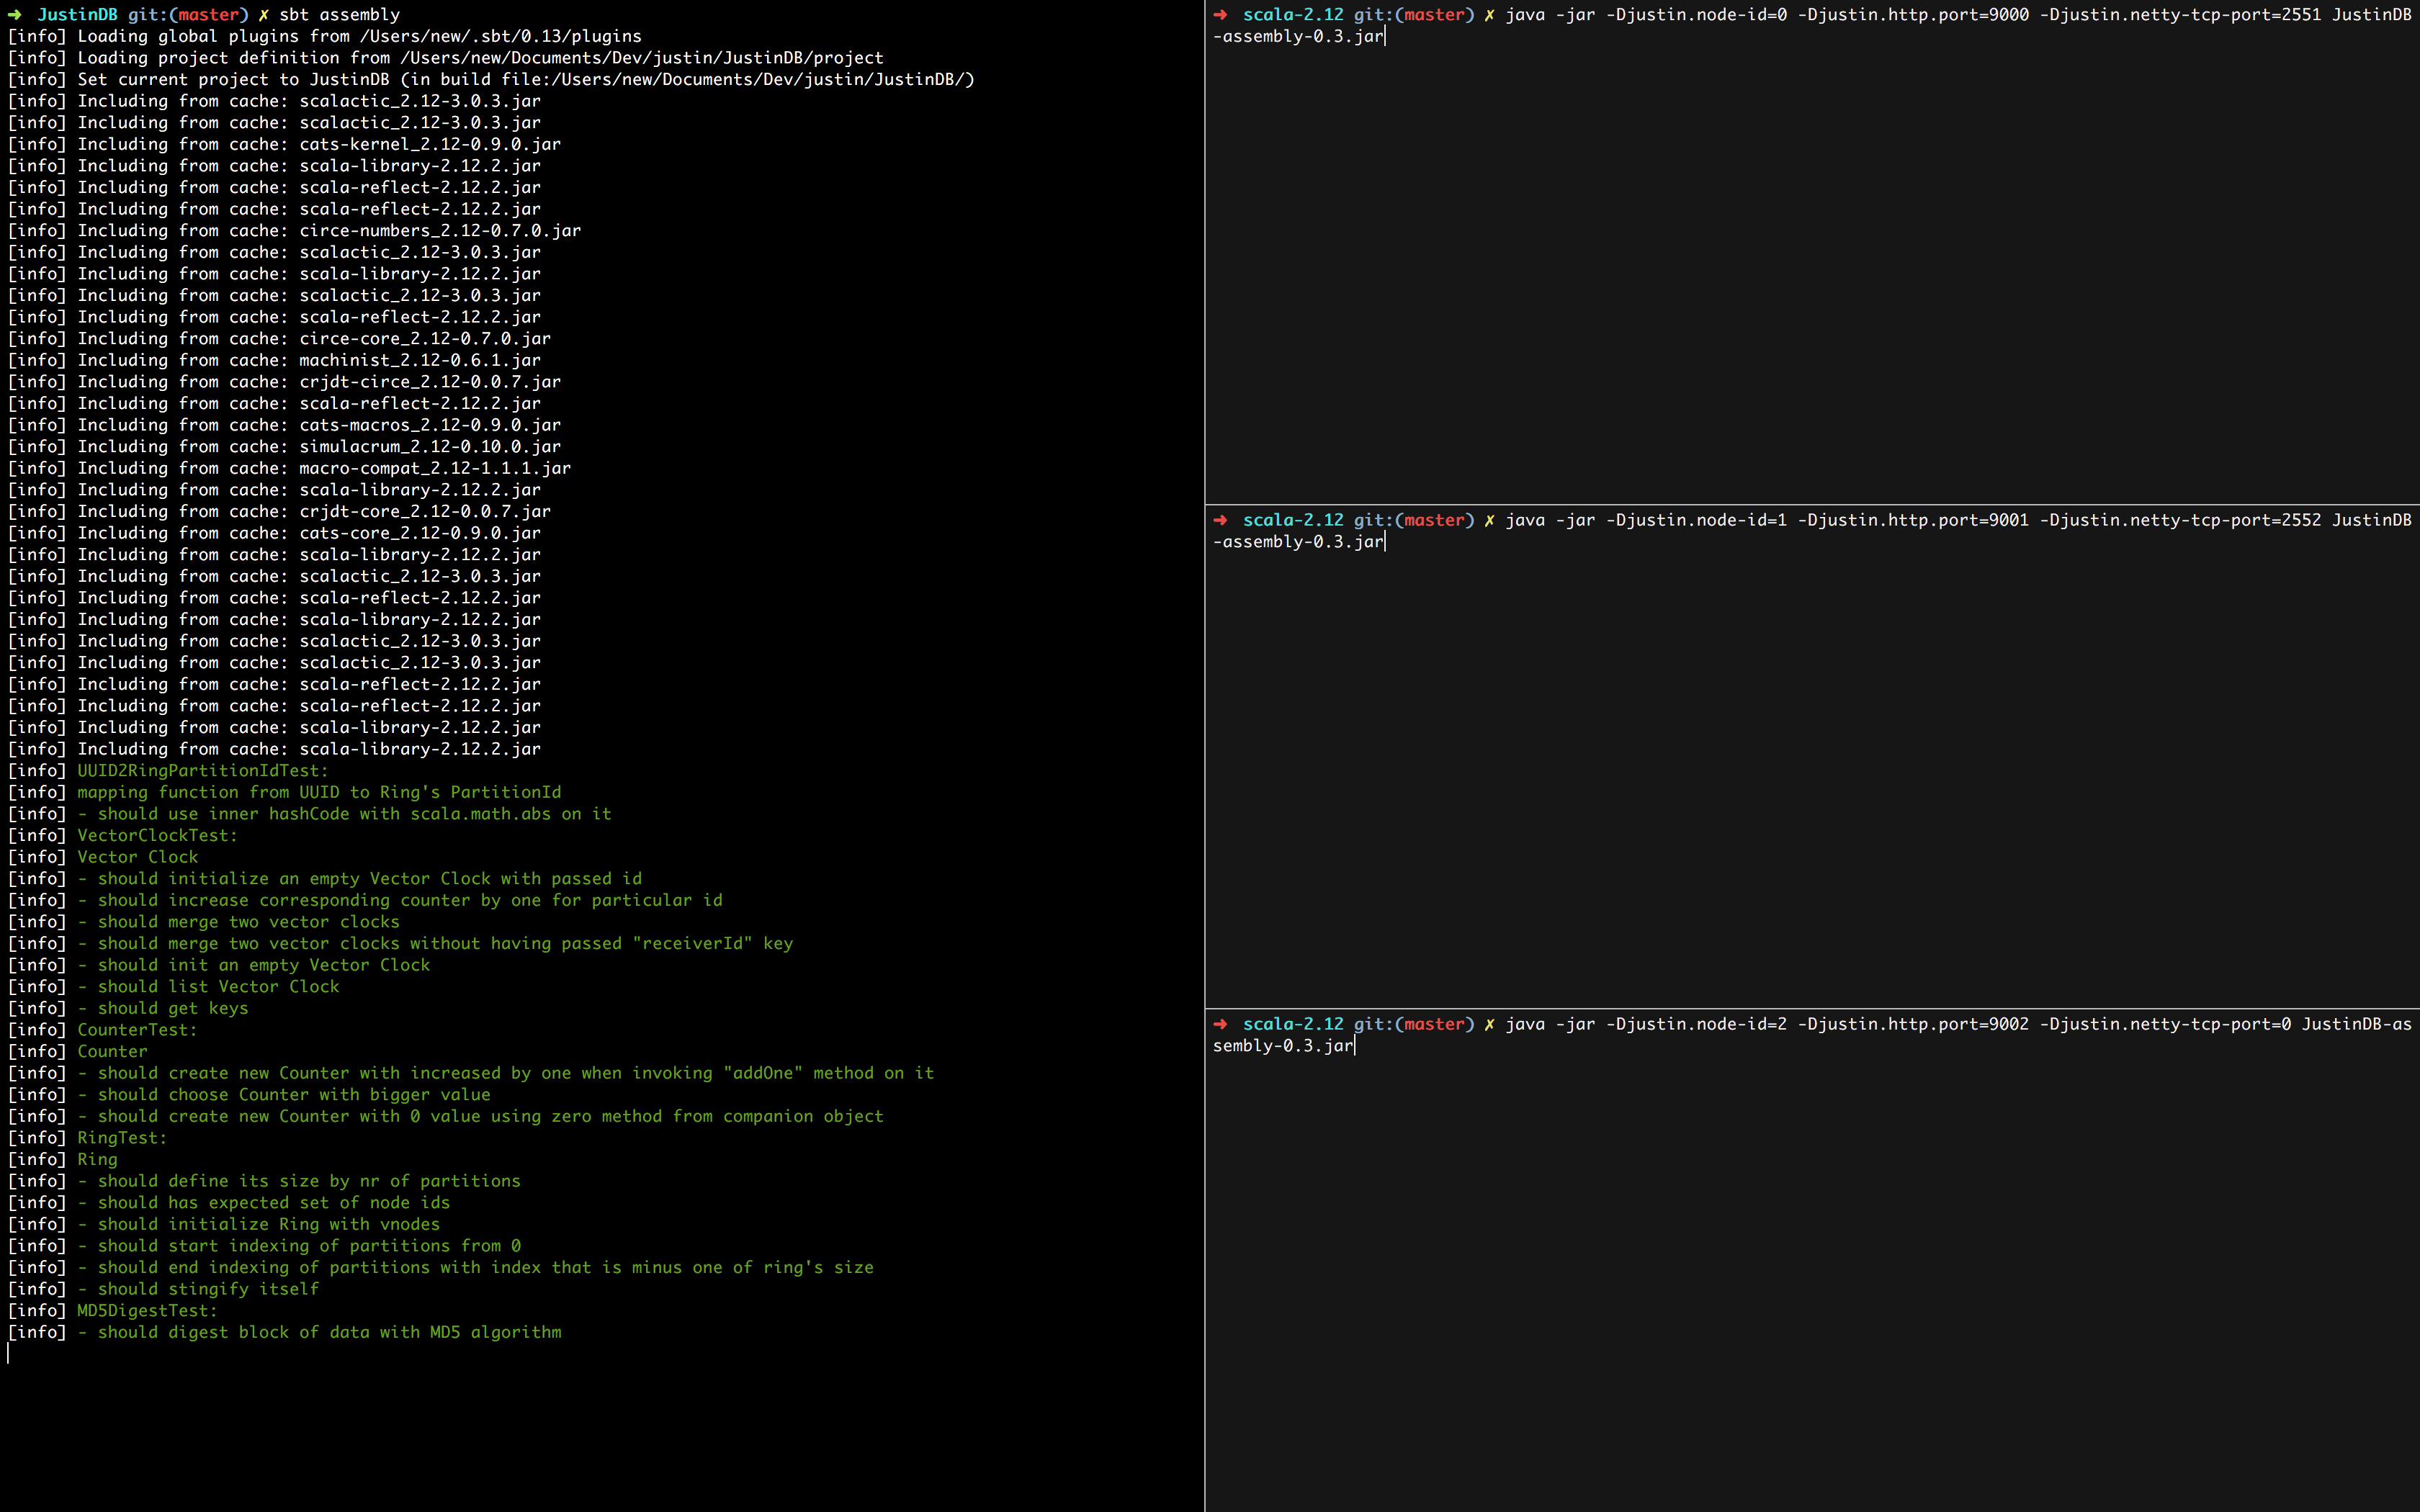 ➜  JustinDB git:(master) ✗ sbt assembly
[info] Loading global plugins from /Users/new/.sbt/0.13/plugins
[info] Loading project definition from /Users/new/Documents/Dev/justin/JustinDB/project
[info] Set current project to JustinDB (in build file:/Users/new/Documents/Dev/justin/JustinDB/)
[info] Including from cache: scalactic_2.12-3.0.3.jar
[info] Including from cache: scalactic_2.12-3.0.3.jar
[info] Including from cache: cats-kernel_2.12-0.9.0.jar
[info] Including from cache: scala-library-2.12.2.jar
[info] Including from cache: scala-reflect-2.12.2.jar
[info] Including from cache: scala-reflect-2.12.2.jar
[info] Including from cache: circe-numbers_2.12-0.7.0.jar
[info] Including from cache: scalactic_2.12-3.0.3.jar
[info] Including from cache: scala-library-2.12.2.jar
[info] Including from cache: scalactic_2.12-3.0.3.jar
[info] Including from cache: scala-reflect-2.12.2.jar
[info] Including from cache: circe-core_2.12-0.7.0.jar
[info] Including from cache: machinist_2.12-0.6.1.jar
[info] Including from cache: crjdt-circe_2.12-0.0.7.jar
[info] Including from cache: scala-reflect-2.12.2.jar
[info] Including from cache: cats-macros_2.12-0.9.0.jar
[info] Including from cache: simulacrum_2.12-0.10.0.jar
[info] Including from cache: macro-compat_2.12-1.1.1.jar
[info] Including from cache: scala-library-2.12.2.jar
[info] Including from cache: crjdt-core_2.12-0.0.7.jar
[info] Including from cache: cats-core_2.12-0.9.0.jar
[info] Including from cache: scala-library-2.12.2.jar
[info] Including from cache: scalactic_2.12-3.0.3.jar
[info] Including from cache: scala-reflect-2.12.2.jar
[info] Including from cache: scala-library-2.12.2.jar
[info] Including from cache: scalactic_2.12-3.0.3.jar
[info] Including from cache: scalactic_2.12-3.0.3.jar
[info] Including from cache: scala-reflect-2.12.2.jar
[info] Including from cache: scala-reflect-2.12.2.jar
[info] Including from cache: scala-library-2.12.2.jar
[info] Including from cache: scala-library-2.12.2.jar
[info] UUID2RingPartitionIdTest:
[info] mapping function from UUID to Ring's PartitionId
[info] - should use inner hashCode with scala.math.abs on it
[info] VectorClockTest:
[info] Vector Clock
[info] - should initialize an empty Vector Clock with passed id
[info] - should increase corresponding counter by one for particular id
[info] - should merge two vector clocks
[info] - should merge two vector clocks without having passed "receiverId" key
[info] - should init an empty Vector Clock
[info] - should list Vector Clock
[info] - should get keys
[info] CounterTest:
[info] Counter
[info] - should create new Counter with increased by one when invoking "addOne" method on it
[info] - should choose Counter with bigger value
[info] - should create new Counter with 0 value using zero method from companion object
[info] RingTest:
[info] Ring
[info] - should define its size by nr of partitions
[info] - should has expected set of node ids
[info] - should initialize Ring with vnodes
[info] - should start indexing of partitions from 0
[info] - should end indexing of partitions with index that is minus one of ring's size
[info] - should stingify itself
[info] MD5DigestTest:
[info] - should digest block of data with MD5 algorithm
➜  scala-2.12 git:(master) ✗ java -jar -Djustin.node-id=0 -Djustin.http.port=9000 -Djustin.netty-tcp-port=2551 JustinDB
-assembly-0.3.jar
➜  scala-2.12 git:(master) ✗ java -jar -Djustin.node-id=1 -Djustin.http.port=9001 -Djustin.netty-tcp-port=2552 JustinDB
-assembly-0.3.jar
➜  scala-2.12 git:(master) ✗ java -jar -Djustin.node-id=2 -Djustin.http.port=9002 -Djustin.netty-tcp-port=0 JustinDB-as
sembly-0.3.jar